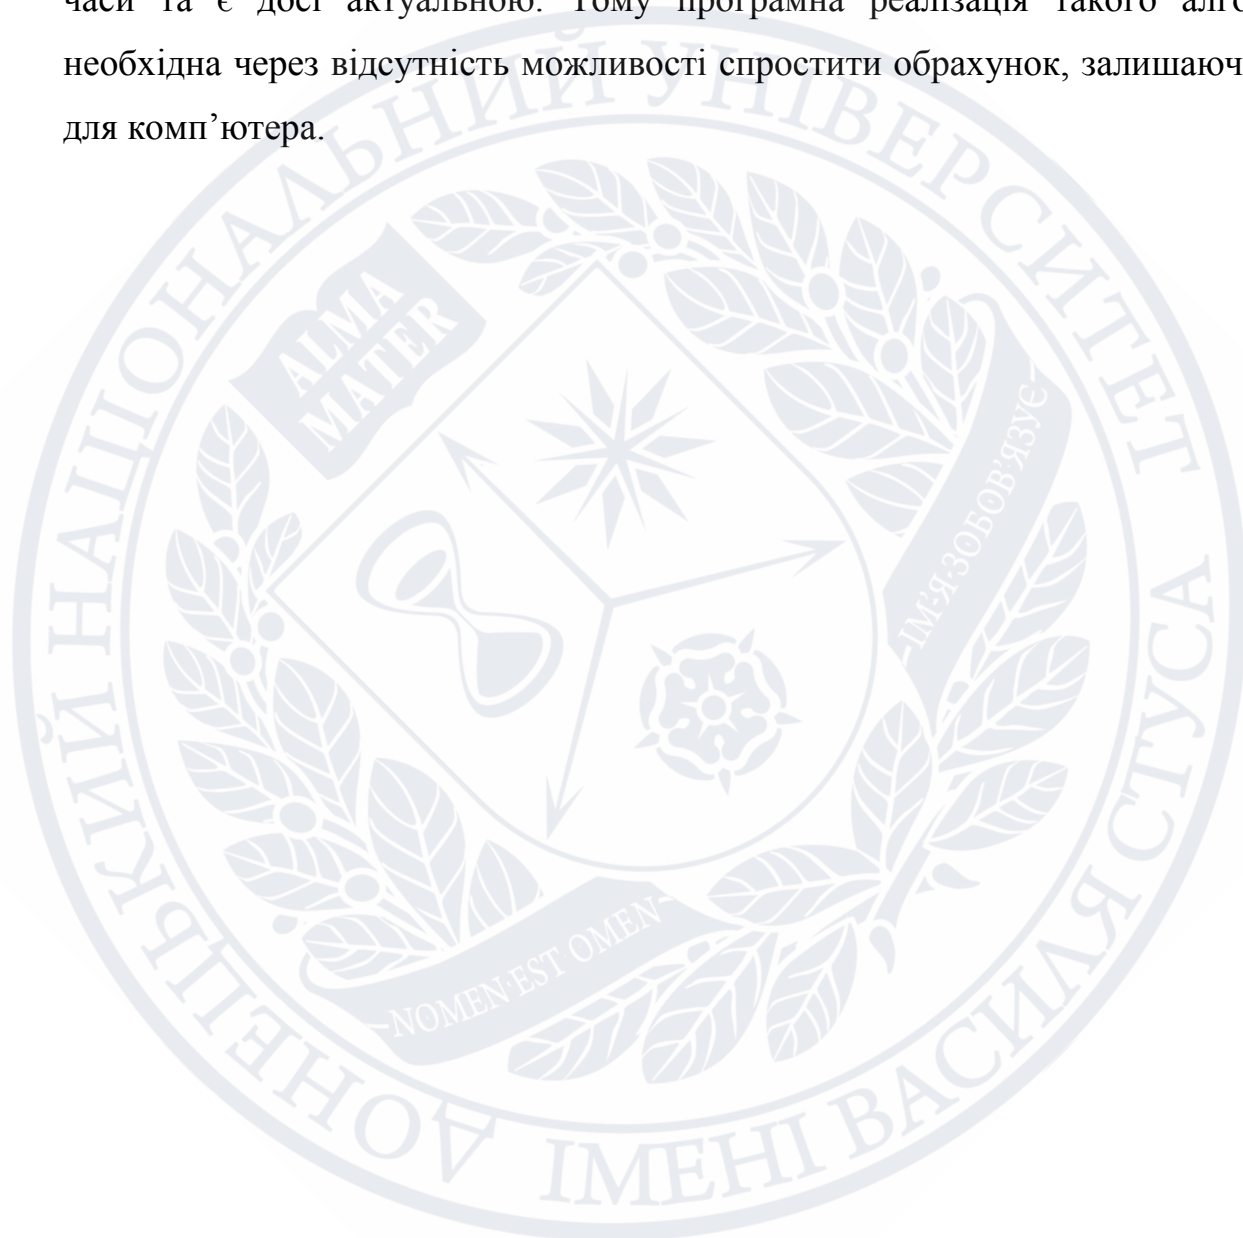 часи та є досі актуальною. Тому програмна реалізація такого алго
необхідна через відсутність можливості спростити обрахунок, залишаюч
для комп’ютера.
ДОНЕЦЬКИЙ НАЦІОНАЛЬНИЙ УНІВЕРСИТЕТ
ІМЕНІ ВАСИЛЯ СТУСА
ALMA
MATER
ІМ'Я·ЗОБОВ'ЯЗУЄ
NOMEN·EST OMEN